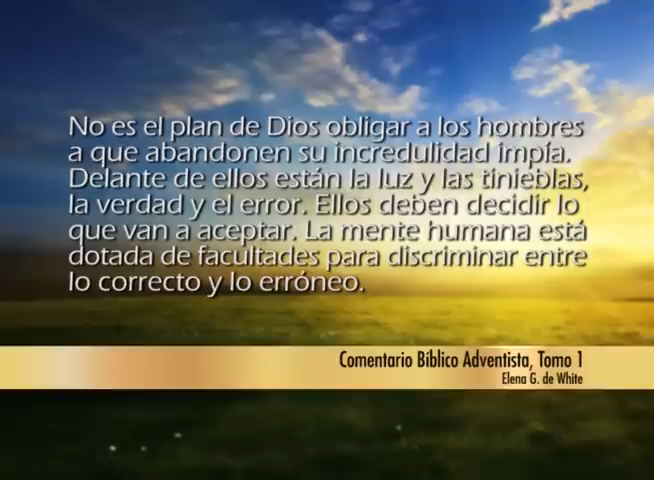 No es el plan de Dios obligar a los hombres
a que abandonen su incredulidad impía.
Delante de ellos están la luz y las tinieblas,
la verdad y el error. Ellos deben decidir lo
que van a aceptar. La mente humana está
dotada de facultades para discriminar entre
lo correcto y lo erróneo.
Comentario Bíblico Adventista, Tomo 1
Elena G. de White